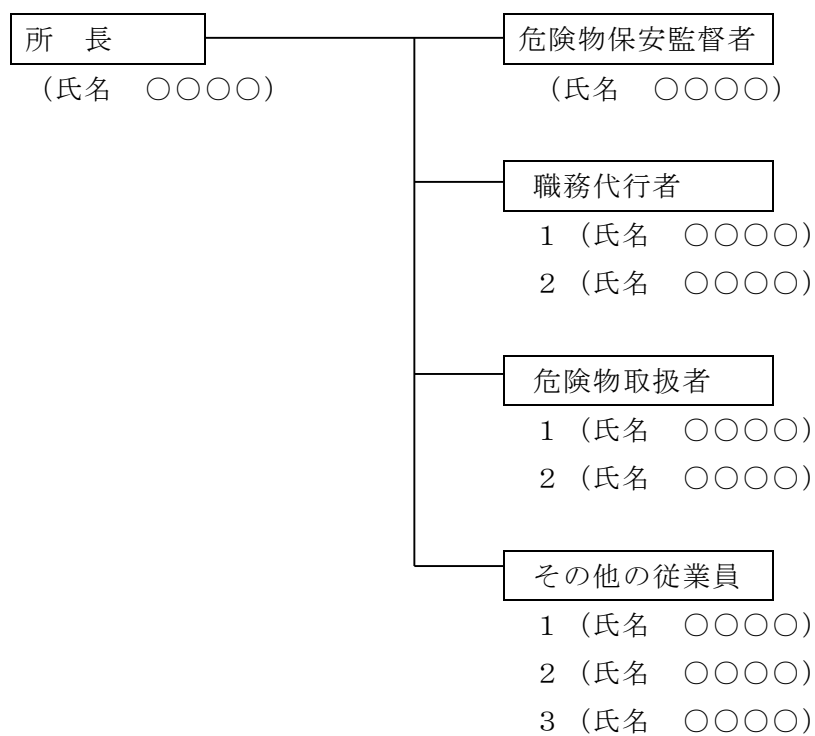 所　長
（氏名　○○○○）
危険物保安監督者
（氏名　○○○○）
職務代行者
１（氏名　○○○○）
２（氏名　○○○○）
危険物取扱者
１（氏名　○○○○）
２（氏名　○○○○）
その他の従業員
１（氏名　○○○○）
２（氏名　○○○○）
３（氏名　○○○○）